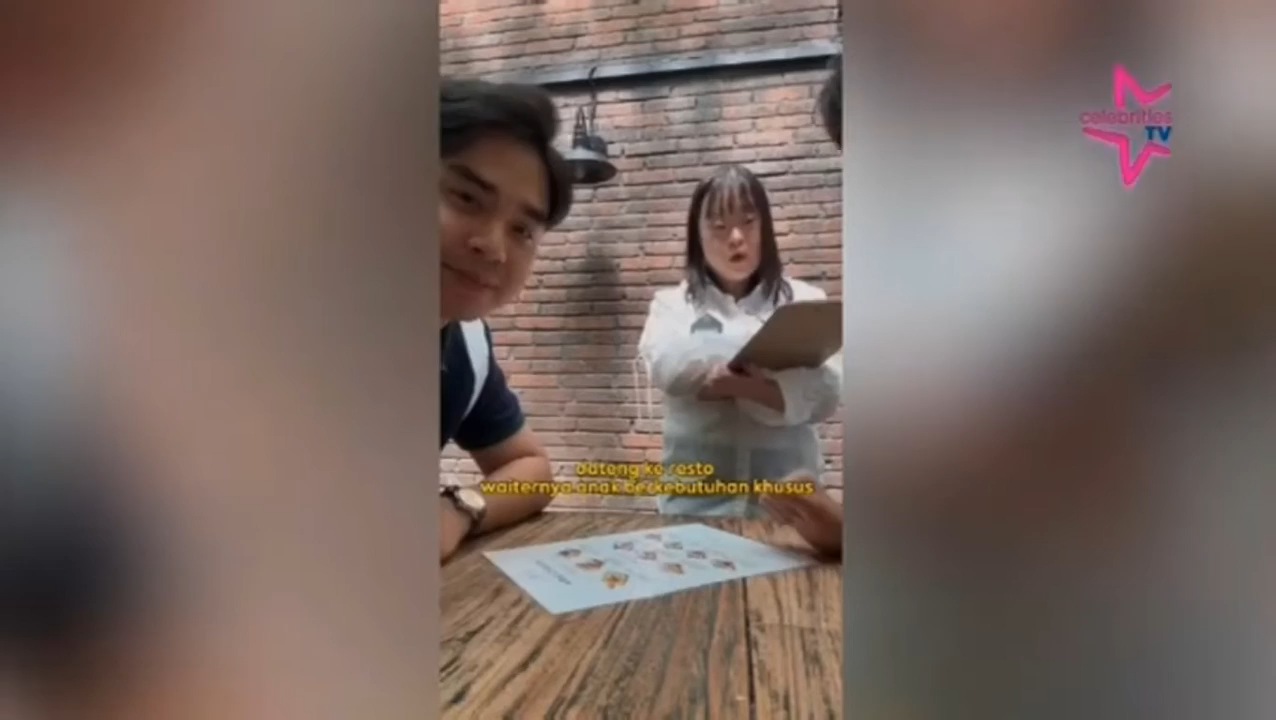 celebrities
TV
dateng ke resto
waiternya anak berkebutuhan khusus